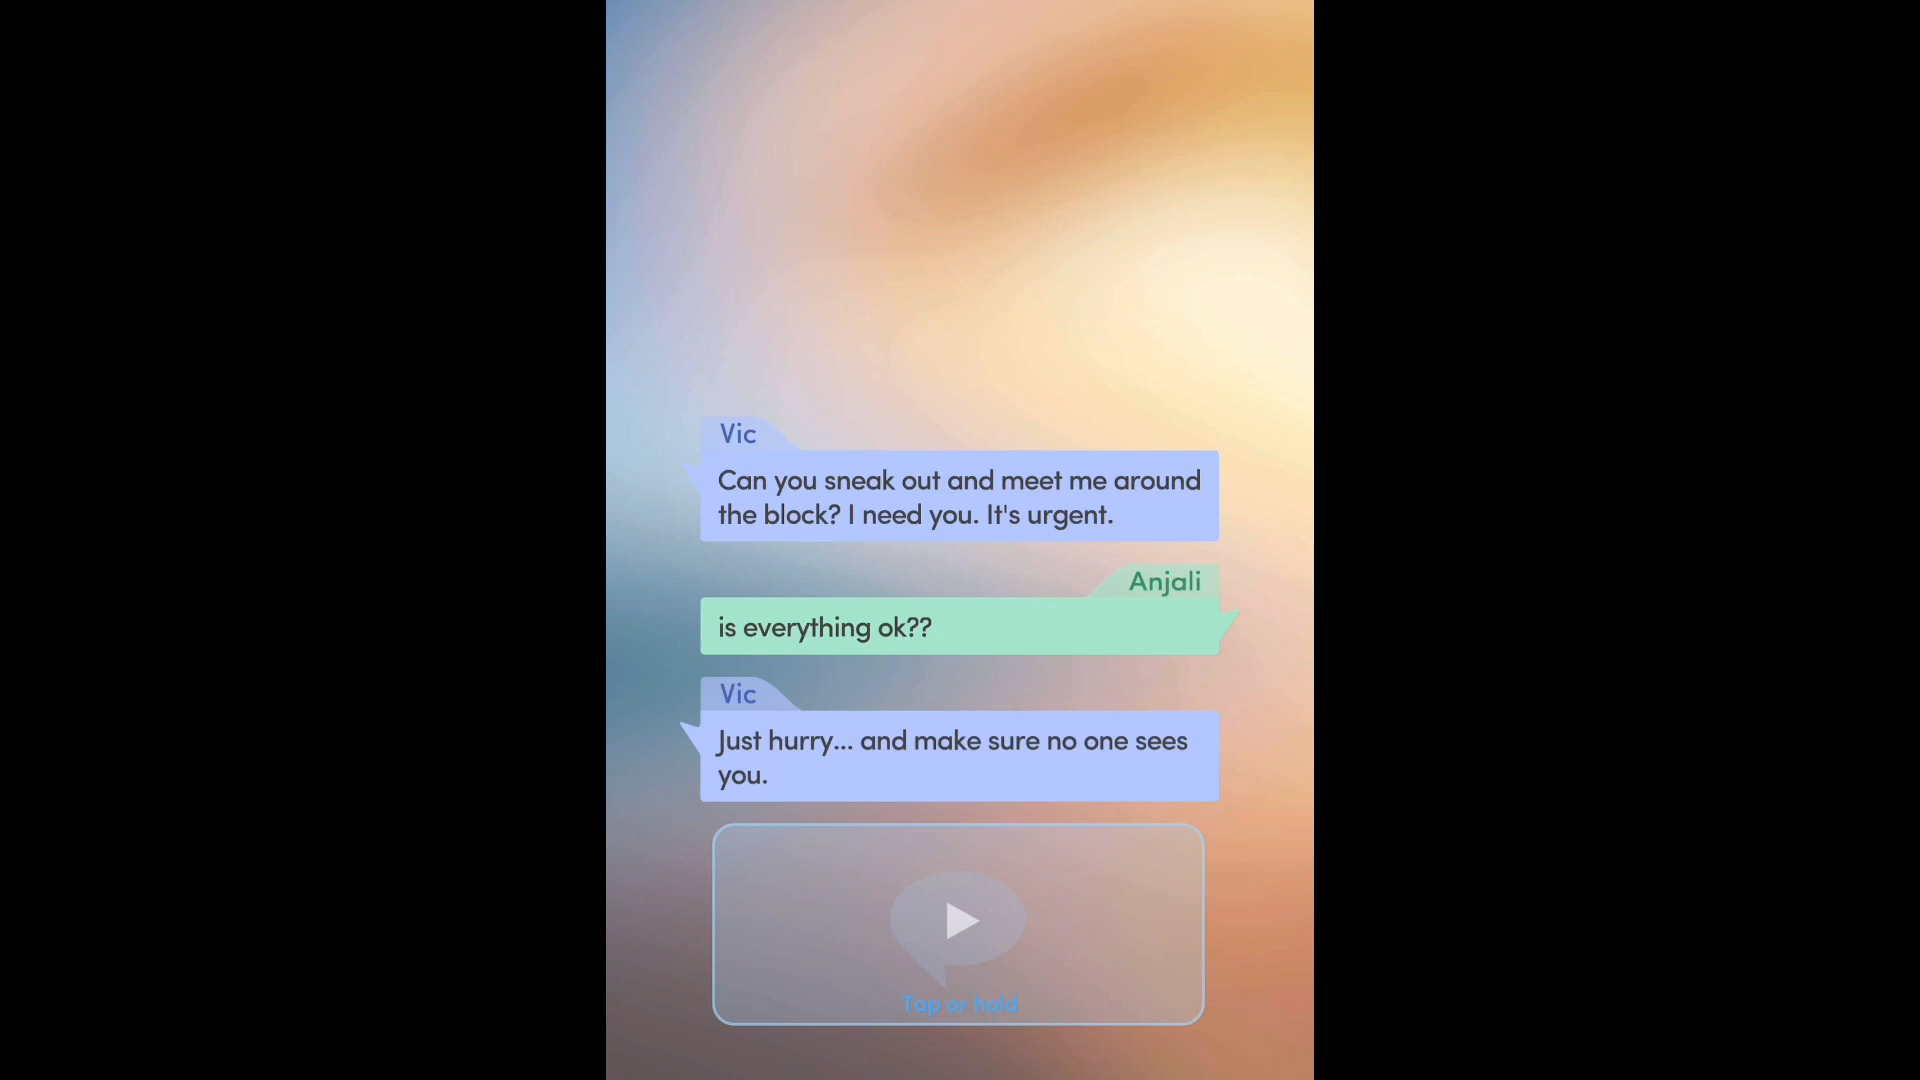 Vic
Can you sneak out and meet me around
the block? I need you. It's urgent.
Anjali
is everything ok??
Vic
Just hurry... and make sure no one sees
you.
Tap or hold